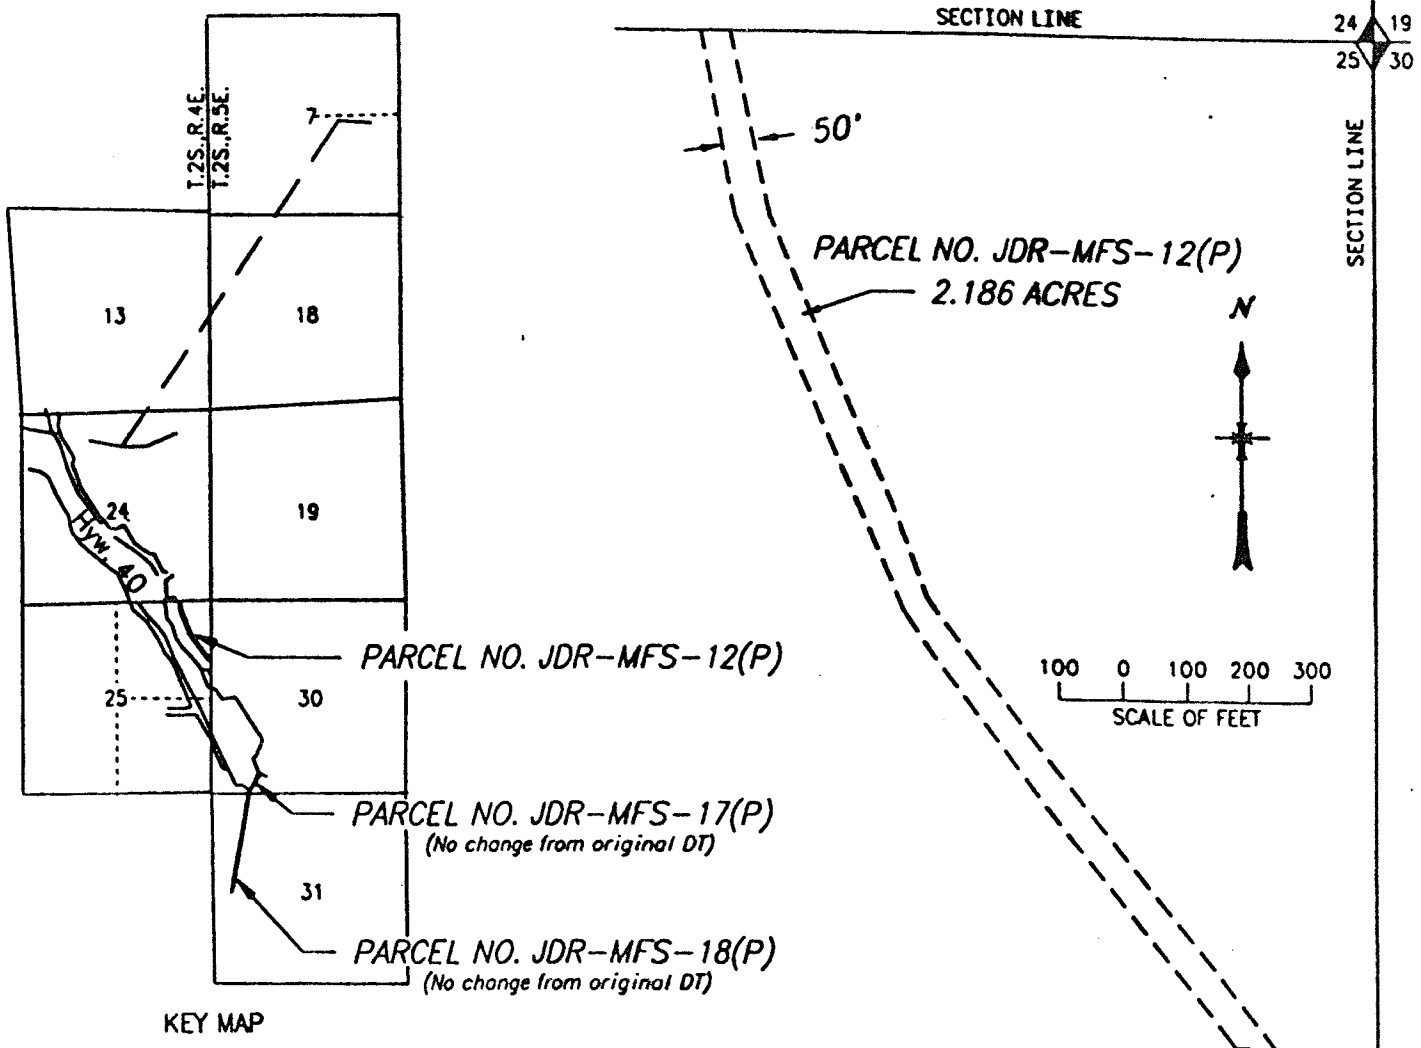 SECTION LINE
24 19
25 30
T.2S.,R.4E.
T.2S.,R.5E.
7
50'
SECTION LINE
PARCEL NO. JDR-MFS-12(P)
2.186 ACRES
N
13
18
24
19
Hyw. 40
PARCEL NO. JDR-MFS-12(P)
25
30
100 0 100 200 300
SCALE OF FEET
PARCEL NO. JDR-MFS-17(P)
(No change from original DT)
31
PARCEL NO. JDR-MFS-18(P)
(No change from original DT)
KEY MAP